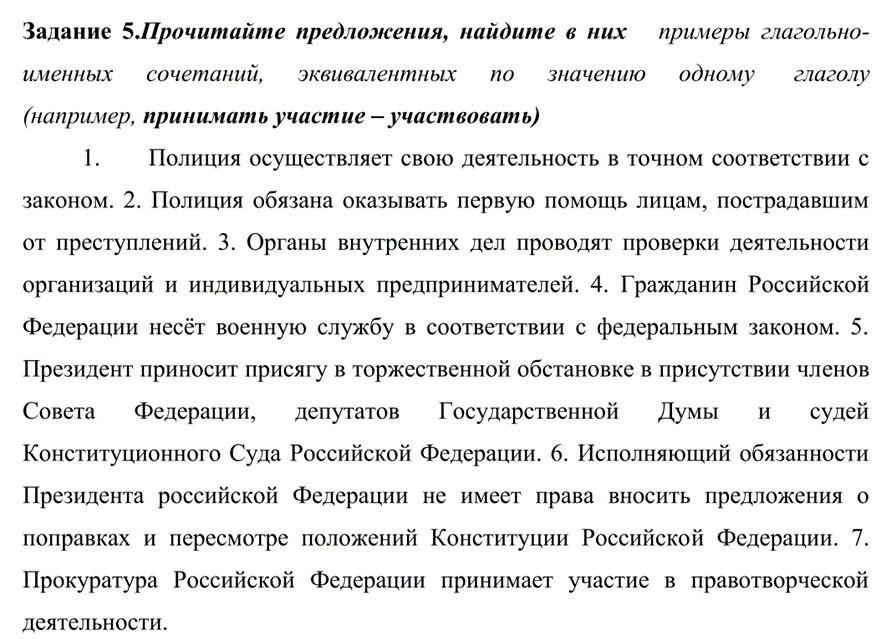 Задание 5.Прочитайте предложения, найдите в них примеры глагольно-
именных сочетаний, эквивалентных по значению одному глаголу
(например, принимать участие – участвовать)
1. Полиция осуществляет свою деятельность в точном соответствии с
законом. 2. Полиция обязана оказывать первую помощь лицам, пострадавшим
от преступлений. 3. Органы внутренних дел проводят проверки деятельности
организаций и индивидуальных предпринимателей. 4. Гражданин Российской
Федерации несёт военную службу в соответствии с федеральным законом. 5.
Президент приносит присягу в торжественной обстановке в присутствии членов
Совета Федерации, депутатов Государственной Думы и судей
Конституционного Суда Российской Федерации. 6. Исполняющий обязанности
Президента российской Федерации не имеет права вносить предложения о
поправках и пересмотре положений Конституции Российской Федерации. 7.
Прокуратура Российской Федерации принимает участие в правотворческой
деятельности.